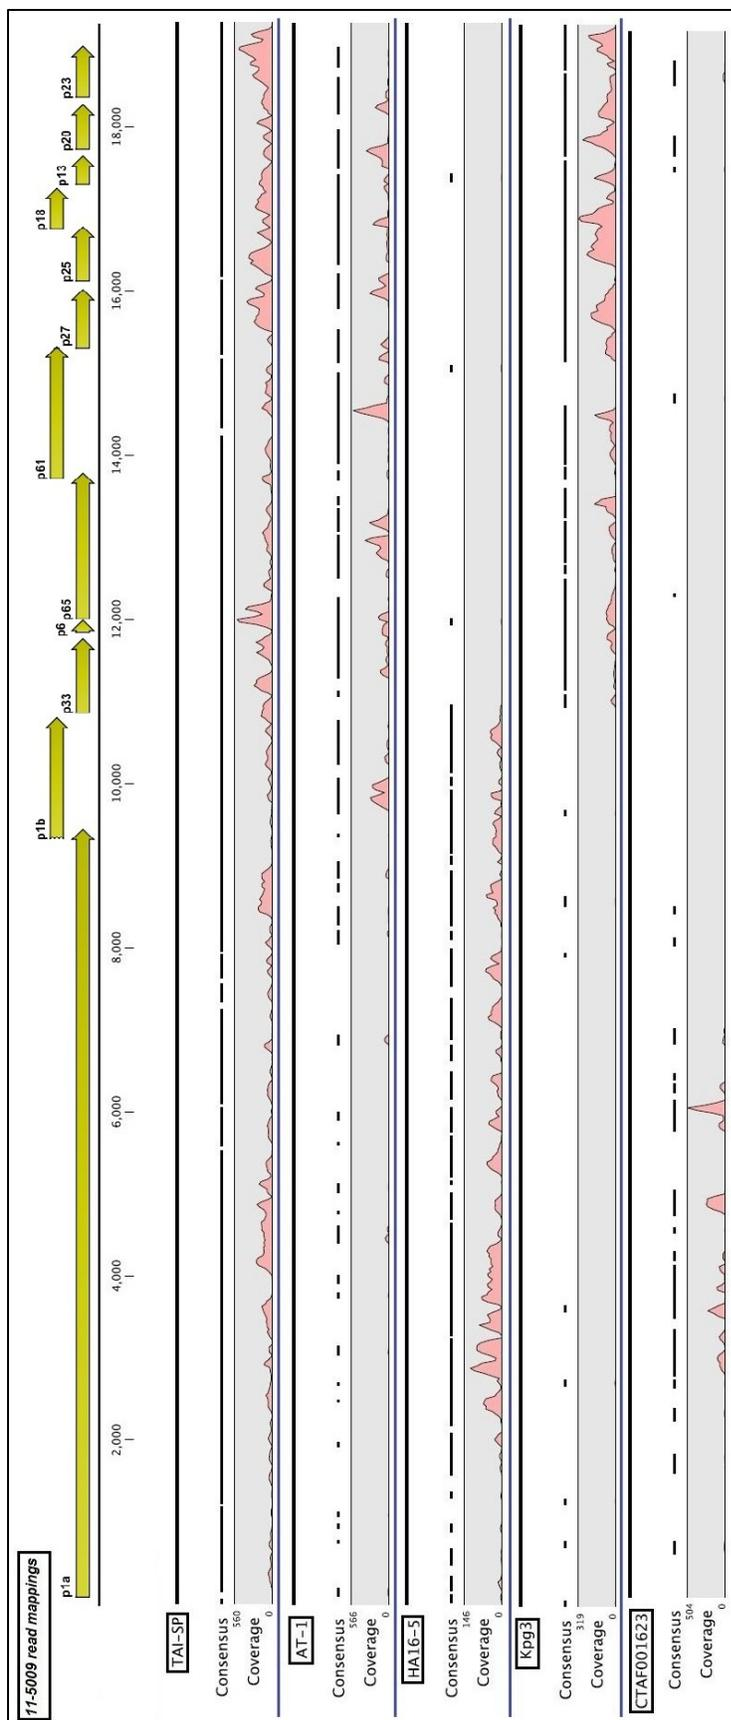 11-5009 read mappings
p1a
p1b
p33
p6
p65
p61
p27
p25
p18
p13
p20
p23
2,000
4,000
6,000
8,000
10,000
12,000
14,000
16,000
18,000
TAI-SP
Consensus
560
Coverage
0
AT-1
Consensus
566
Coverage
0
HA16-5
Consensus
146
Coverage
0
Kpg3
Consensus
319
Coverage
0
CTAF001623
Consensus
504
Coverage
0